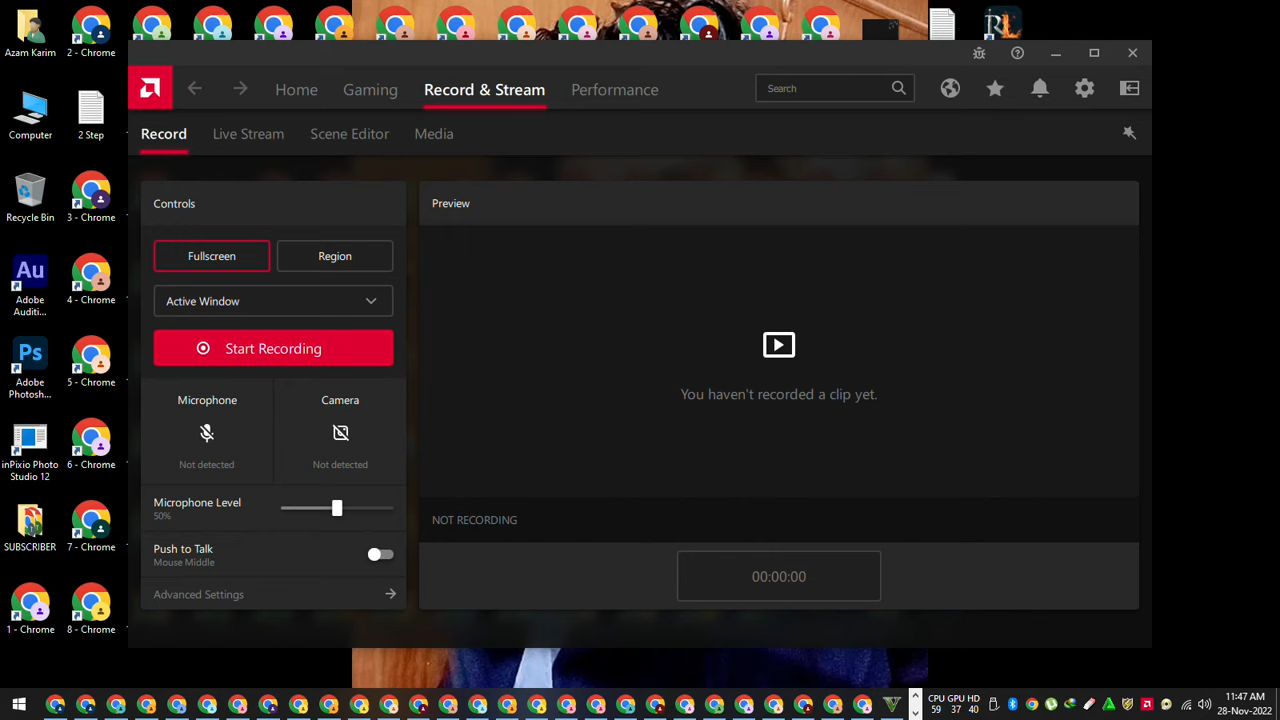 Azam Karim
2 - Chrome
Computer
2 Step
Recycle Bin
3 - Chrome
Au
Adobe
Auditi...
4 - Chrome
Ps
Adobe
Photosh...
5 - Chrome
inPixio Photo
Studio 12
6 - Chrome
SUBSCRIBER
7 - Chrome
1 - Chrome
8 - Chrome
RL
Home
Gaming
Record & Stream
Performance
Search
Record
Live Stream
Scene Editor
Media
Controls
Fullscreen
Region
Active Window
Start Recording
Microphone
Camera
Not detected
Not detected
Microphone Level
50%
Push to Talk
Mouse Middle
Advanced Settings
Preview
You haven't recorded a clip yet.
NOT RECORDING
00:00:00
CPU GPU HD
59 37 40
11:47 AM
28-Nov-2022